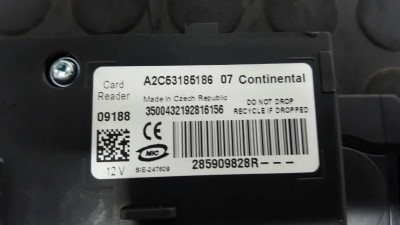 Card Reader
A2C53185186 07 Continental
Made in Czech Republic
DO NOT DROP
RECYCLE IF DROPPED
09188
3500432192816156
CE
MIC
12 V
SIE-247609
285909828R---